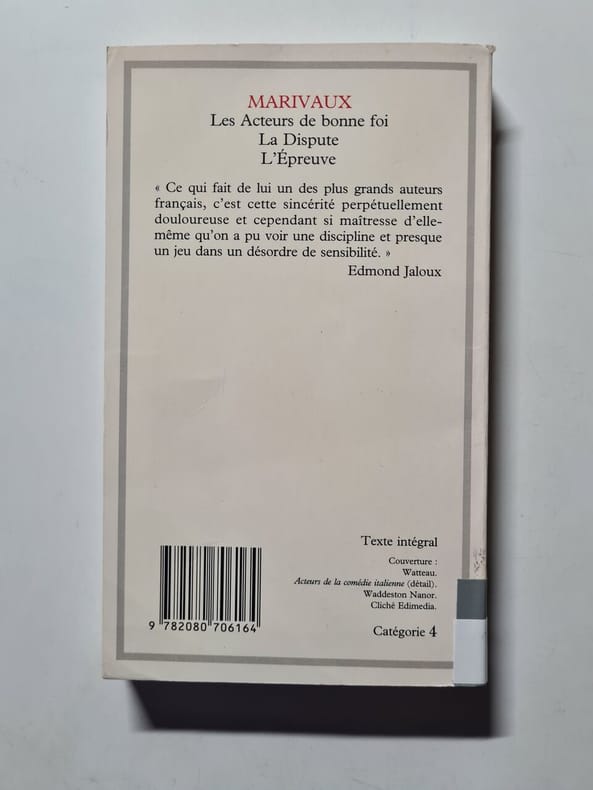 MARIVAUX
Les Acteurs de bonne foi
La Dispute
L'Épreuve
« Ce qui fait de lui un des plus grands auteurs
français, c'est cette sincérité perpétuellement
douloureuse et cependant si maîtresse d'elle-
même qu'on a pu voir une discipline et presque
un jeu dans un désordre de sensibilité. »
Edmond Jaloux
Texte intégral
Couverture :
Watteau.
Acteurs de la comédie italienne (détail).
Waddeston Nanor.
Cliché Edimedia.
9 782080 706164
Catégorie 4